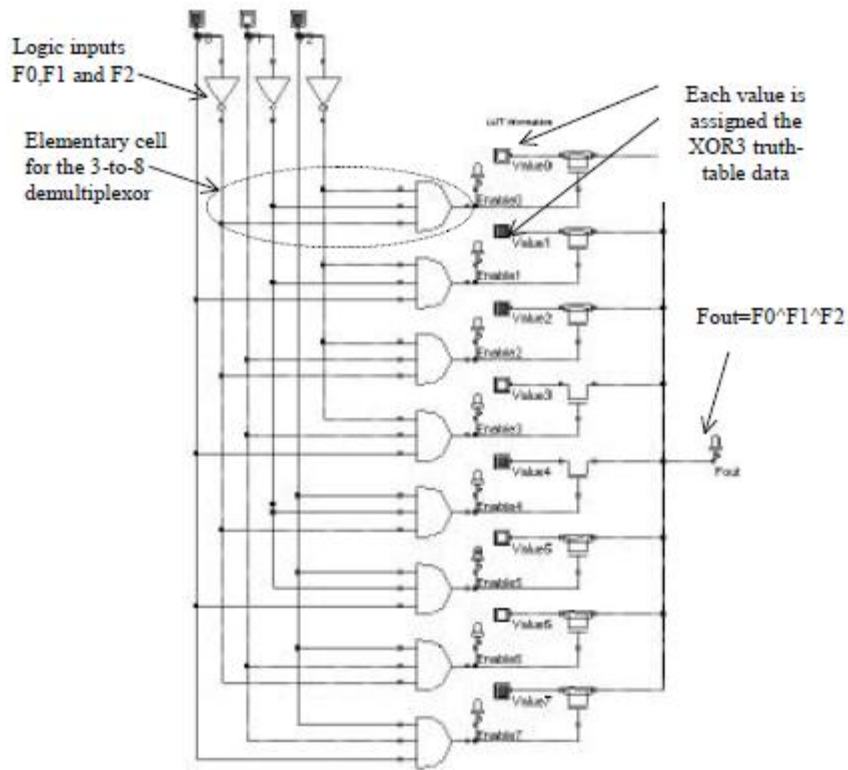 Logic inputs
F0,F1 and F2
Elementary cell
for the 3-to-8
demultiplexor
Each value is
assigned the
XOR3 truth-
table data
Fout=F0^F1^F2
Value0
Enable0
Value1
Enable1
Value2
Enable2
Value3
Enable3
Value4
Fout
Enable4
Value5
Enable5
Value6
Enable6
Value7
Enable7